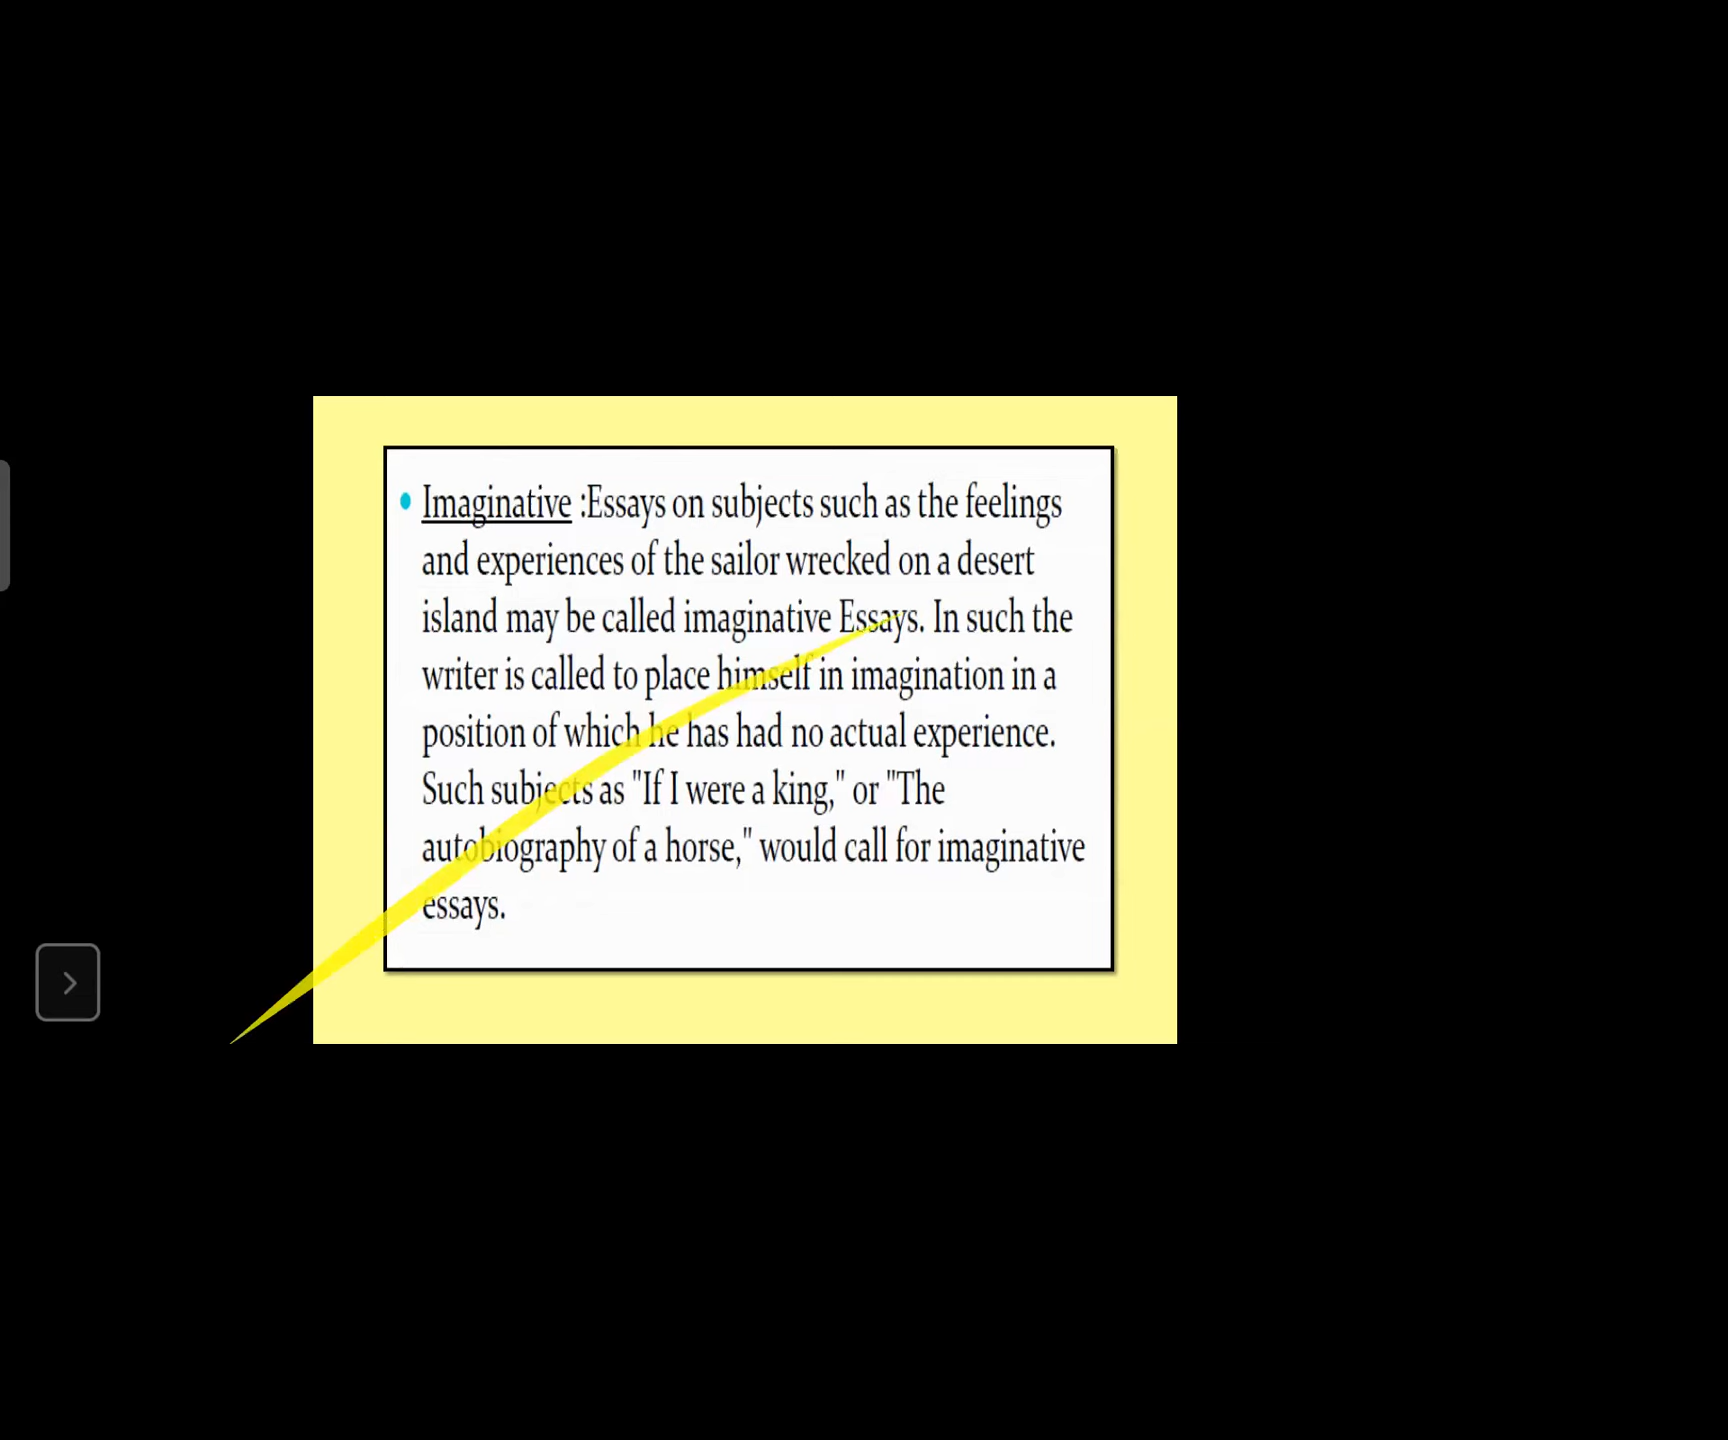 • Imaginative :Essays on subjects such as the feelings
and experiences of the sailor wrecked on a desert
island may be called imaginative Essays. In such the
writer is called to place himself in imagination in a
position of which he has had no actual experience.
Such subjects as "If I were a king," or "The
autobiography of a horse," would call for imaginative
essays.